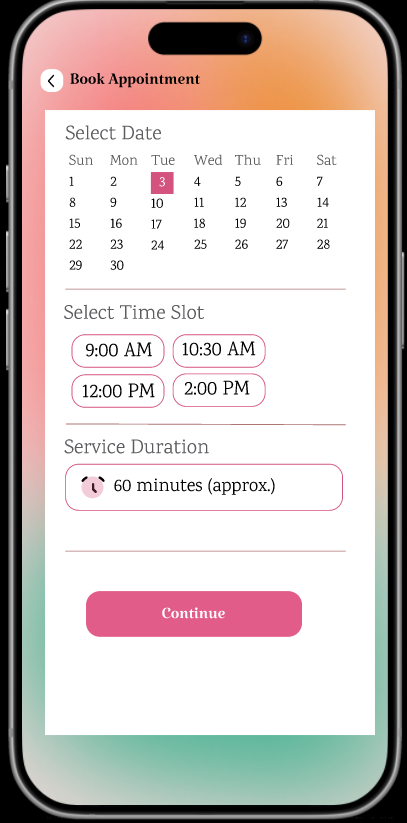 Book Appointment
Select Date
Sun Mon Tue Wed Thu Fri Sat
1 2 3 4 5 6 7
8 9 10 11 12 13 14
15 16 17 18 19 20 21
22 23 24 25 26 27 28
29 30
Select Time Slot
9:00 AM 10:30 AM
12:00 PM 2:00 PM
Service Duration
60 minutes (approx.)
Continue